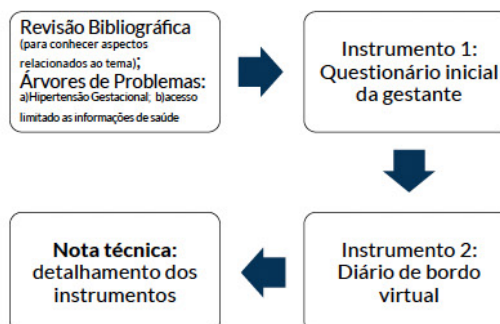 Revisão Bibliográfica
(para conhecer aspectos
relacionados ao tema);
Árvores de Problemas:
a)Hipertensão Gestacional; b)acesso
limitado as informações de saúde
Instrumento 1:
Questionário inicial
da gestante
Instrumento 2:
Diário de bordo
virtual
Nota técnica:
detalhamento dos
instrumentos